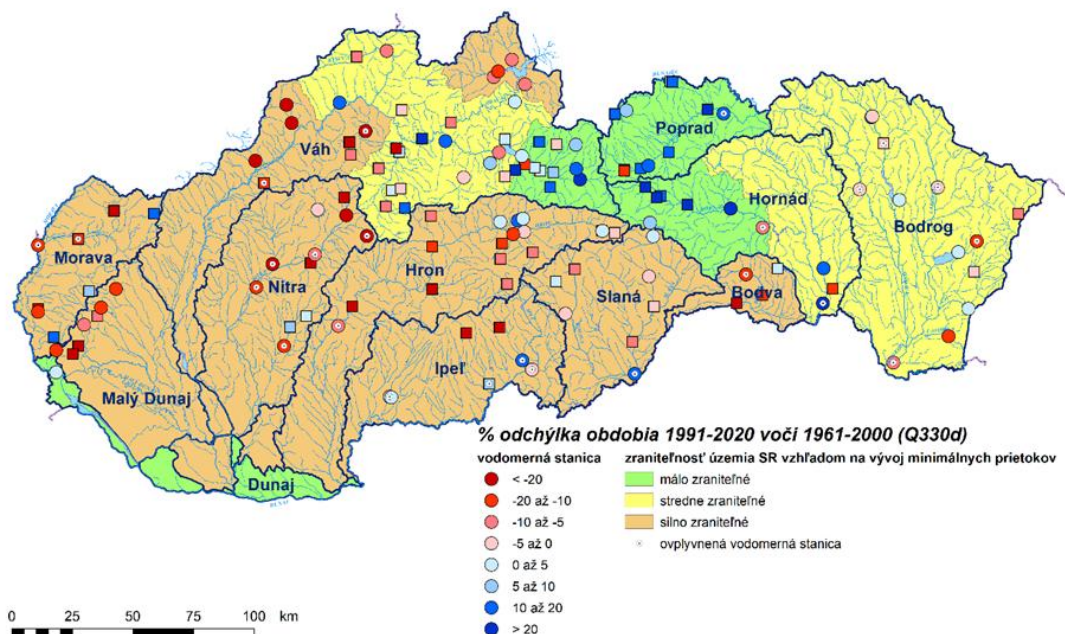 Poprad
Váh
Hornád
Bodrog
Morava
Hron
Nitra
Slaná
Bodva
Ipeľ
Malý Dunaj
Dunaj
% odchýlka obdobia 1991-2020 voči 1961-2000 (Q330d)
vodomerná stanica
zraniteľnosť územia SR vzhľadom na vývoj minimálnych prietokov
< -20
málo zraniteľné
-20 až -10
stredne zraniteľné
-10 až -5
silno zraniteľné
-5 až 0
ovplyvnená vodomerná stanica
0 až 5
5 až 10
10 až 20
> 20
0 25 50 75 100 km